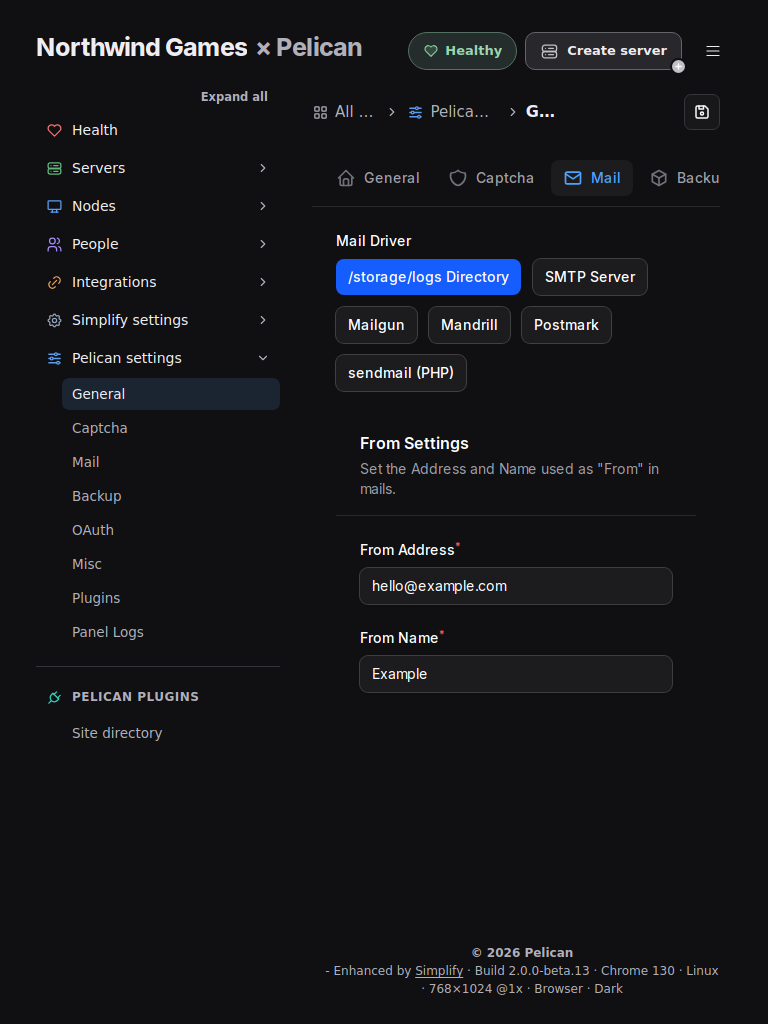 Northwind Games × Pelican
Healthy
Create server
Expand all
Health
Servers
Nodes
People
Integrations
Simplify settings
Pelican settings
General
Captcha
Mail
Backup
OAuth
Misc
Plugins
Panel Logs
PELICAN PLUGINS
Site directory
All ... > Pelica... > G...
General
Captcha
Mail
Backu
Mail Driver
/storage/logs Directory
SMTP Server
Mailgun
Mandrill
Postmark
sendmail (PHP)
From Settings
Set the Address and Name used as "From" in
mails.
From Address*
hello@example.com
From Name*
Example
© 2026 Pelican
- Enhanced by Simplify · Build 2.0.0-beta.13 · Chrome 130 · Linux
· 768×1024 @1x · Browser · Dark